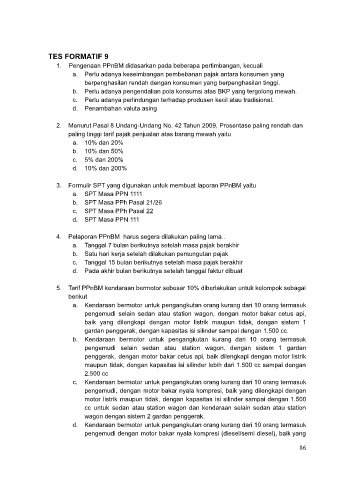 TES FORMATIF 9
1. Pengenaan PPnBM didasarkan pada beberapa pertimbangan, kecuali
a. Perlu adanya keseimbangan pembebanan pajak antara konsumen yang
berpenghasilan rendah dengan konsumen yang berpenghasilan tinggi.
b. Perlu adanya pengendalian pola konsumsi atas BKP yang tergolong mewah.
c. Perlu adanya perlindungan terhadap produsen kecil atau tradisional.
d. Penambahan valuta asing
2. Menurut Pasal 8 Undang-Undang No. 42 Tahun 2009, Prosentase paling rendah dan
paling tinggi tarif pajak penjualan atas barang mewah yaitu
a. 10% dan 20%
b. 10% dan 50%
c. 5% dan 200%
d. 10% dan 200%
3. Formulir SPT yang digunakan untuk membuat laporan PPnBM yaitu
a. SPT Masa PPN 1111
b. SPT Masa PPh Pasal 21/26
c. SPT Masa PPh Pasal 22
d. SPT Masa PPN 111
4. Pelaporan PPnBM harus segera dilakukan paling lama..
a. Tanggal 7 bulan berikutnya setelah masa pajak berakhir
b. Satu hari kerja setelah dilakukan pemungutan pajak
c. Tanggal 15 bulan berikutnya setelah masa pajak berakhir
d. Pada akhir bulan berikutnya setelah tanggal faktur dibuat
5. Tarif PPnBM kendaraan bermotor sebesar 10% diberlakukan untuk kelompok sebagai
berikut
a. Kendaraan bermotor untuk pengangkutan orang kurang dari 10 orang termasuk
pengemudi selain sedan atau station wagon, dengan motor bakar cetus api,
baik yang dilengkapi dengan motor listrik maupun tidak, dengan sistem 1
gardan penggerak, dengan kapasitas isi silinder sampai dengan 1.500 cc.
b. Kendaraan bermotor untuk pengangkutan orang kurang dari 10 orang termasuk
pengemudi selain sedan atau station wagon, dengan sistem 1 gardan
penggerak, dengan motor bakar cetus api, baik dilengkapi dengan motor listrik
maupun tidak, dengan kapasitas isi silinder lebih dari 1.500 cc sampai dengan
2.500 cc
c. Kendaraan bermotor untuk pengangkutan orang kurang dari 10 orang termasuk
pengemudi, dengan motor bakar nyala kompresi, baik yang dilengkapi dengan
motor listrik maupun tidak, dengan kapasitas isi silinder sampai dengan 1.500
cc untuk sedan atau station wagon dan kendaraan selain sedan atau station
wagon dengan sistem 2 gardan penggerak.
d. Kendaraan bermotor untuk pengangkutan orang kurang dari 10 orang termasuk
pengemudi dengan motor bakar nyala kompresi (diesel/semi diesel), baik yang
86